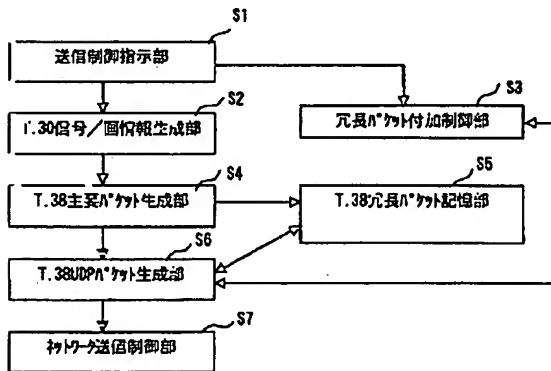 S1
送信制御指示部
S2
T.30信号/画情報生成部
S3
冗長パケット付加制御部
S4
T.38主要パケット生成部
S5
T.38冗長パケット記憶部
S6
T.38UDPパケット生成部
S7
ネットワーク送信制御部